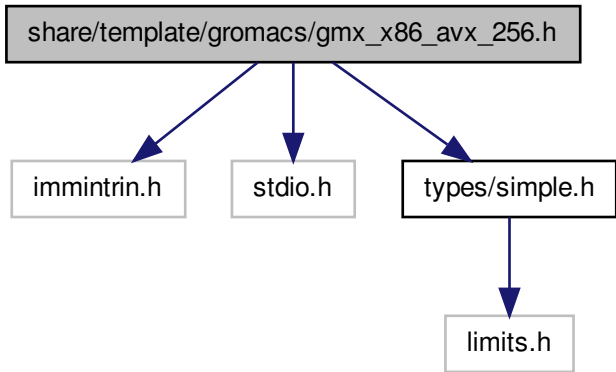 share/template/gromacs/gmx_x86_avx_256.h
immintrin.h
stdio.h
types/simple.h
limits.h